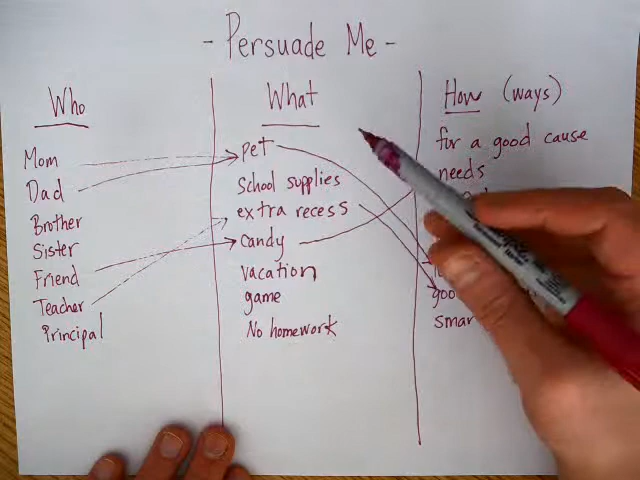 - Persuade Me -
Who
Mom
Dad
Brother
Sister
Friend
Teacher
Principal
What
pet
School supplies
extra recess
candy
vacation
game
No homework
How (ways)
for a good cause
needs